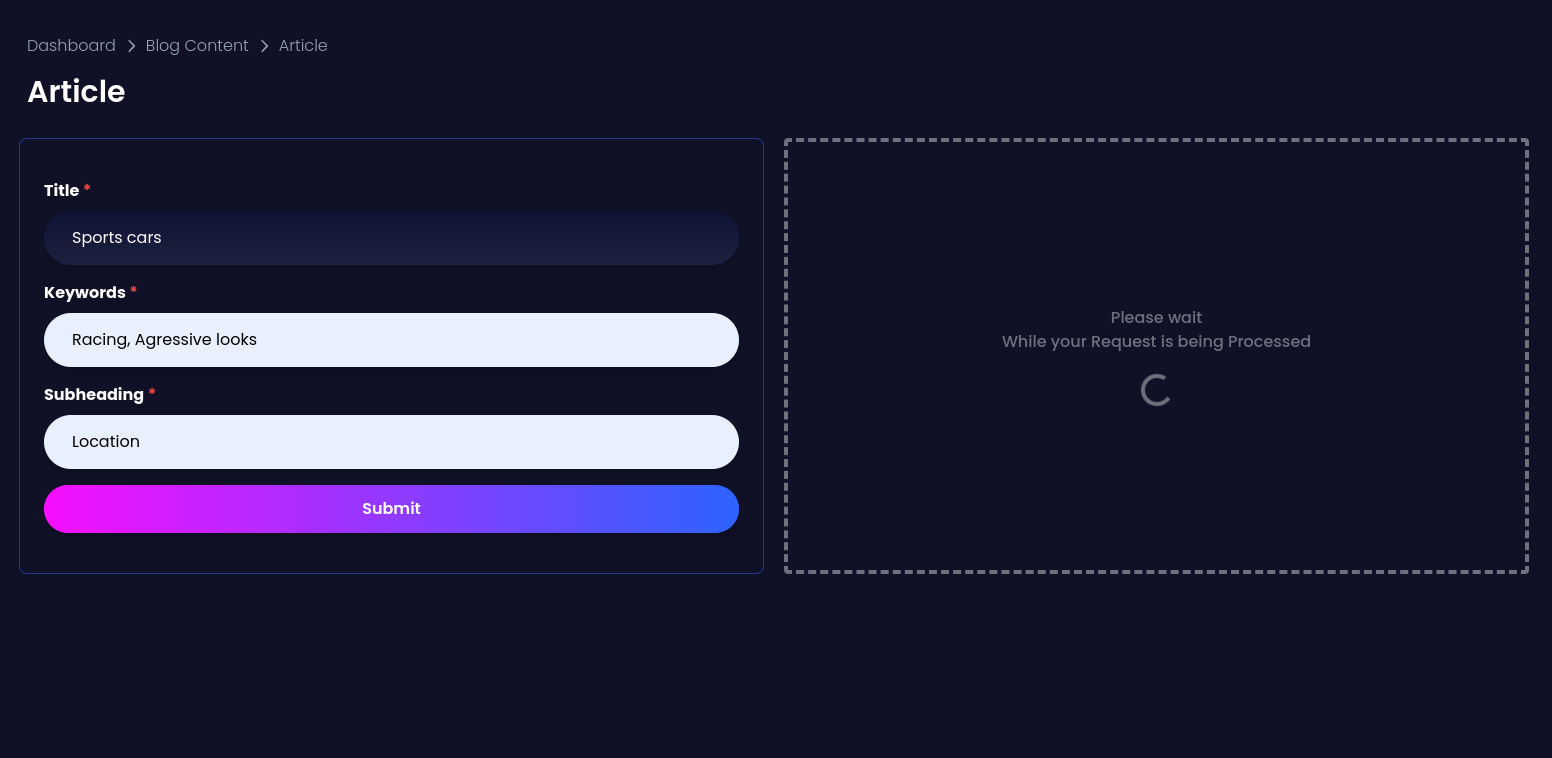 Dashboard > Blog Content > Article
Article
Title *
Sports cars
Keywords *
Racing, Agressive looks
Subheading *
Location
Submit
Please wait
While your Request is being Processed